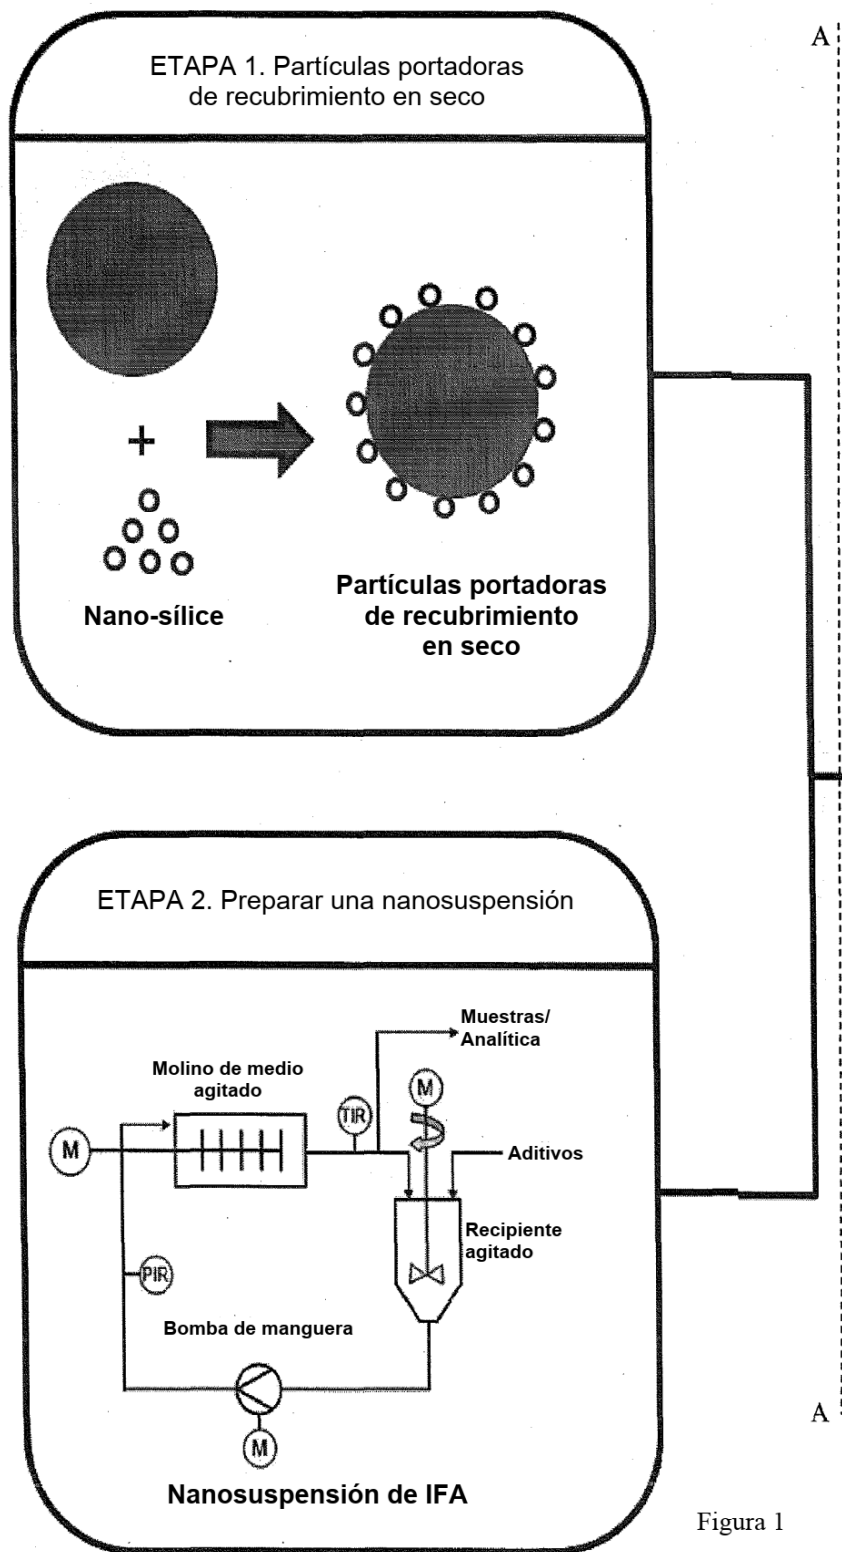 A
ETAPA 1. Partículas portadoras
de recubrimiento en seco
+
Nano-sílice
Partículas portadoras
de recubrimiento
en seco
ETAPA 2. Preparar una nanosuspensión
Muestras/
Analítica
Molino de medio
agitado
M
TIR
M
Aditivos
Recipiente
agitado
PIR
Bomba de manguera
M
Nanosuspensión de IFA
A
Figura 1